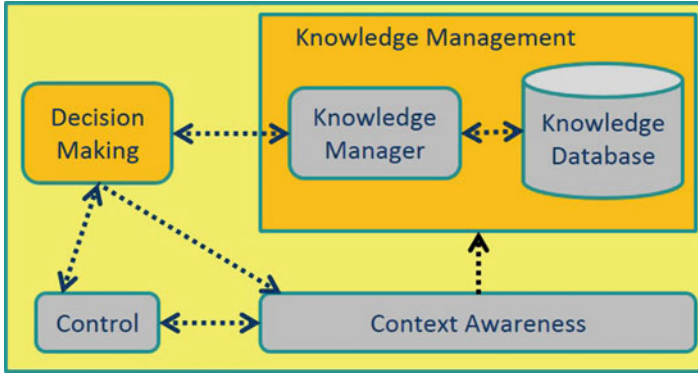 Knowledge Management
Decision
Making
Knowledge
Manager
Knowledge
Database
Control
Context Awareness